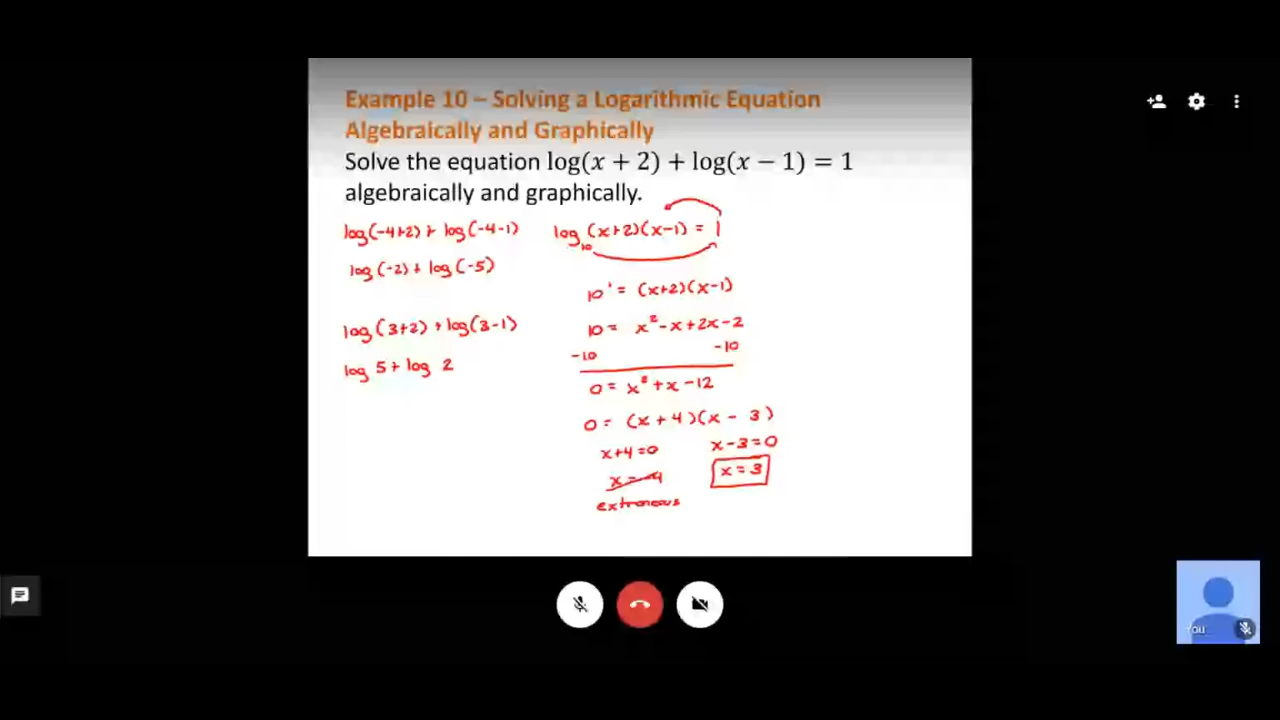 Example 10 – Solving a Logarithmic Equation
Algebraically and Graphically
Solve the equation log(x + 2) + log(x − 1) = 1
algebraically and graphically.
log(-4+2) + log(-4-1)
log(-2) + log(-5)
log(3+2) + log(3-1)
log 5 + log 2
log₁₀ (x+2)(x-1) = 1
10¹ = (x+2)(x-1)
10 = x² - x + 2x - 2
-10 -10
0 = x² + x - 12
0 = (x + 4)(x - 3)
x+4=0 x-3=0
x=-4 x=3
extraneous
You